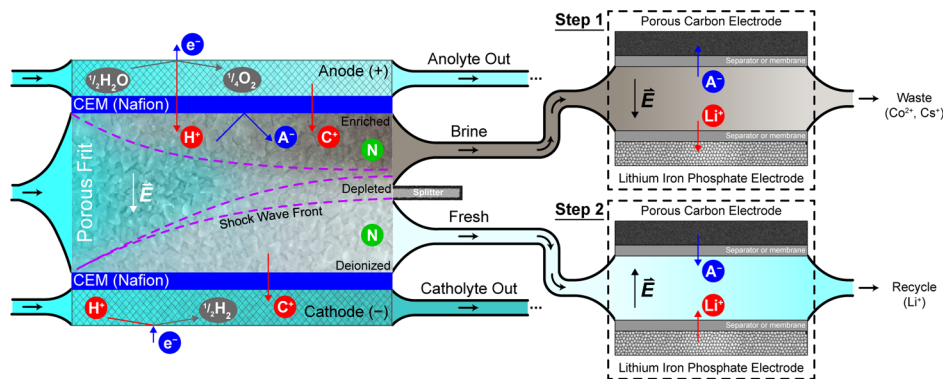 e⁻
½H₂O
¼O₂
Anode (+)
CEM (Nafion)
Enriched
H⁺
A⁻
C⁺
N
Porous Frit
E
Depleted
Splitter
Shock Wave Front
N
Deionized
CEM (Nafion)
H⁺
½H₂
C⁺
Cathode (−)
e⁻
Anolyte Out
...
Brine
Fresh
Catholyte Out
...
Step 1
Porous Carbon Electrode
Separator or membrane
A⁻
E
Li⁺
Separator or membrane
Lithium Iron Phosphate Electrode
Waste
(Co²⁺, Cs⁺)
Step 2
Porous Carbon Electrode
Separator or membrane
A⁻
E
Li⁺
Separator or membrane
Lithium Iron Phosphate Electrode
Recycle
(Li⁺)